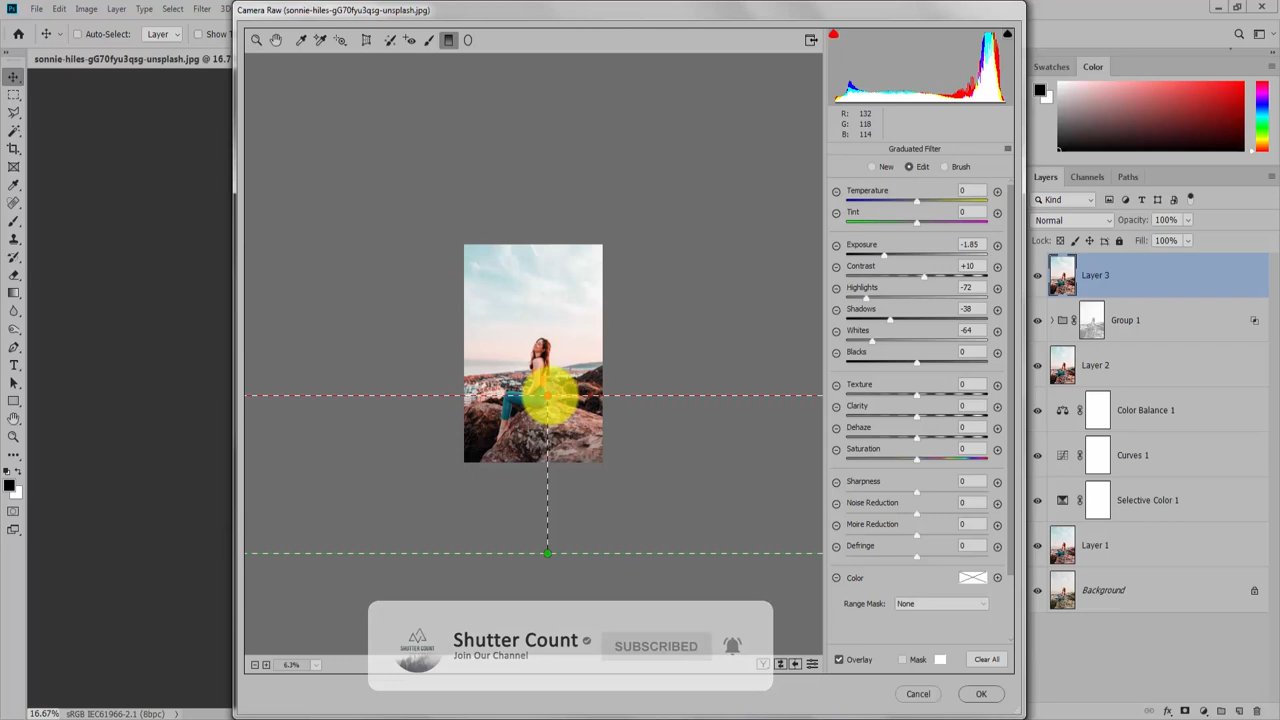 Camera Raw (sonnie-hiles-gG70fyu3qsg-unsplash.jpg)
Ps File Edit Image Layer Type Select Filter
Auto-Select: Layer Show
sonnie-hiles-gG70fyu3qsg-unsplash.jpg @ 16.7
R: 132
G: 118
B: 114
Graduated Filter
New Edit Brush
Temperature 0
Tint 0
Exposure -1.85
Contrast +10
Highlights -72
Shadows -38
Whites -64
Blacks 0
Texture 0
Clarity 0
Dehaze 0
Saturation 0
Sharpness 0
Noise Reduction 0
Moire Reduction 0
Defringe 0
Color
Range Mask: None
Overlay Mask Clear All
Cancel OK
6.3%
Y
Swatches Color
Layers Channels Paths
Kind
Normal Opacity: 100%
Lock: Fill: 100%
Layer 3
Group 1
Layer 2
Color Balance 1
Curves 1
Selective Color 1
Layer 1
Background
fx
SHUTTER COUNT
Shutter Count
Join Our Channel
SUBSCRIBED
16.67% sRGB IEC61966-2.1 (8bpc)